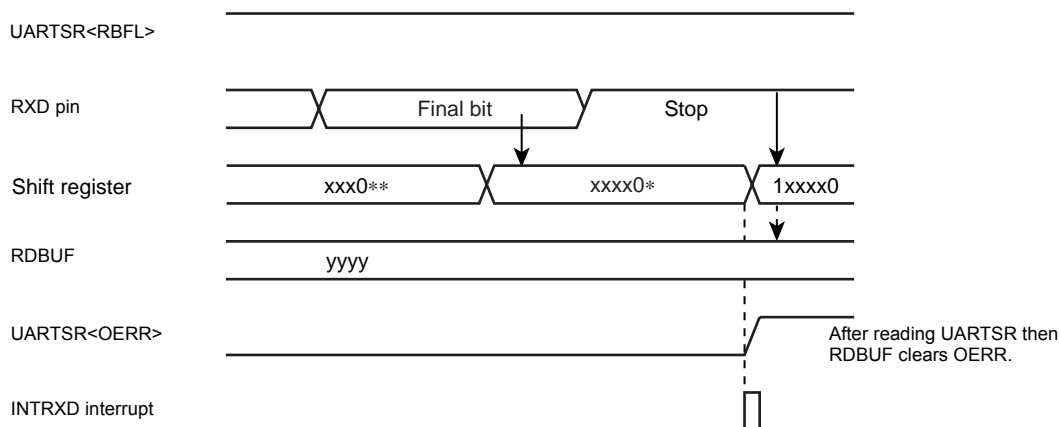 UARTSR<RBFL>
RXD pin
Final bit
Stop
Shift register
xxx0**
xxxx0*
1xxxx0
RDBUF
yyyy
UARTSR<OERR>
After reading UARTSR then
RDBUF clears OERR.
INTRXD interrupt